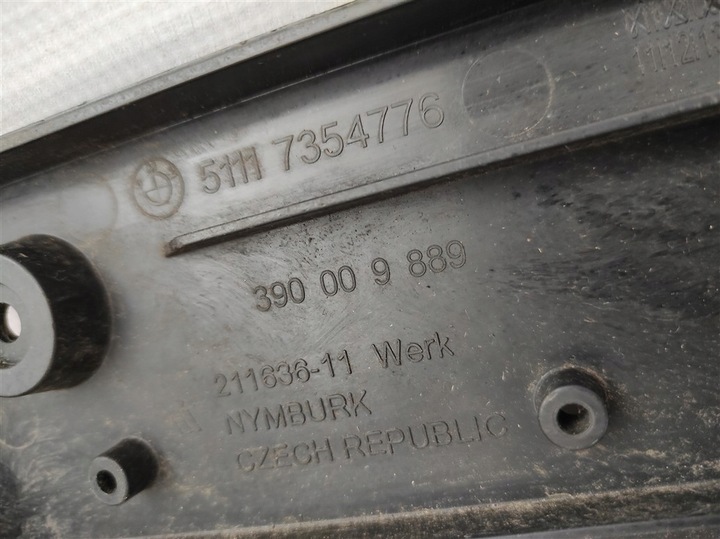 5111 7354776
390 00 9 889
211636-11 Werk
NYMBURK
CZECH REPUBLIC